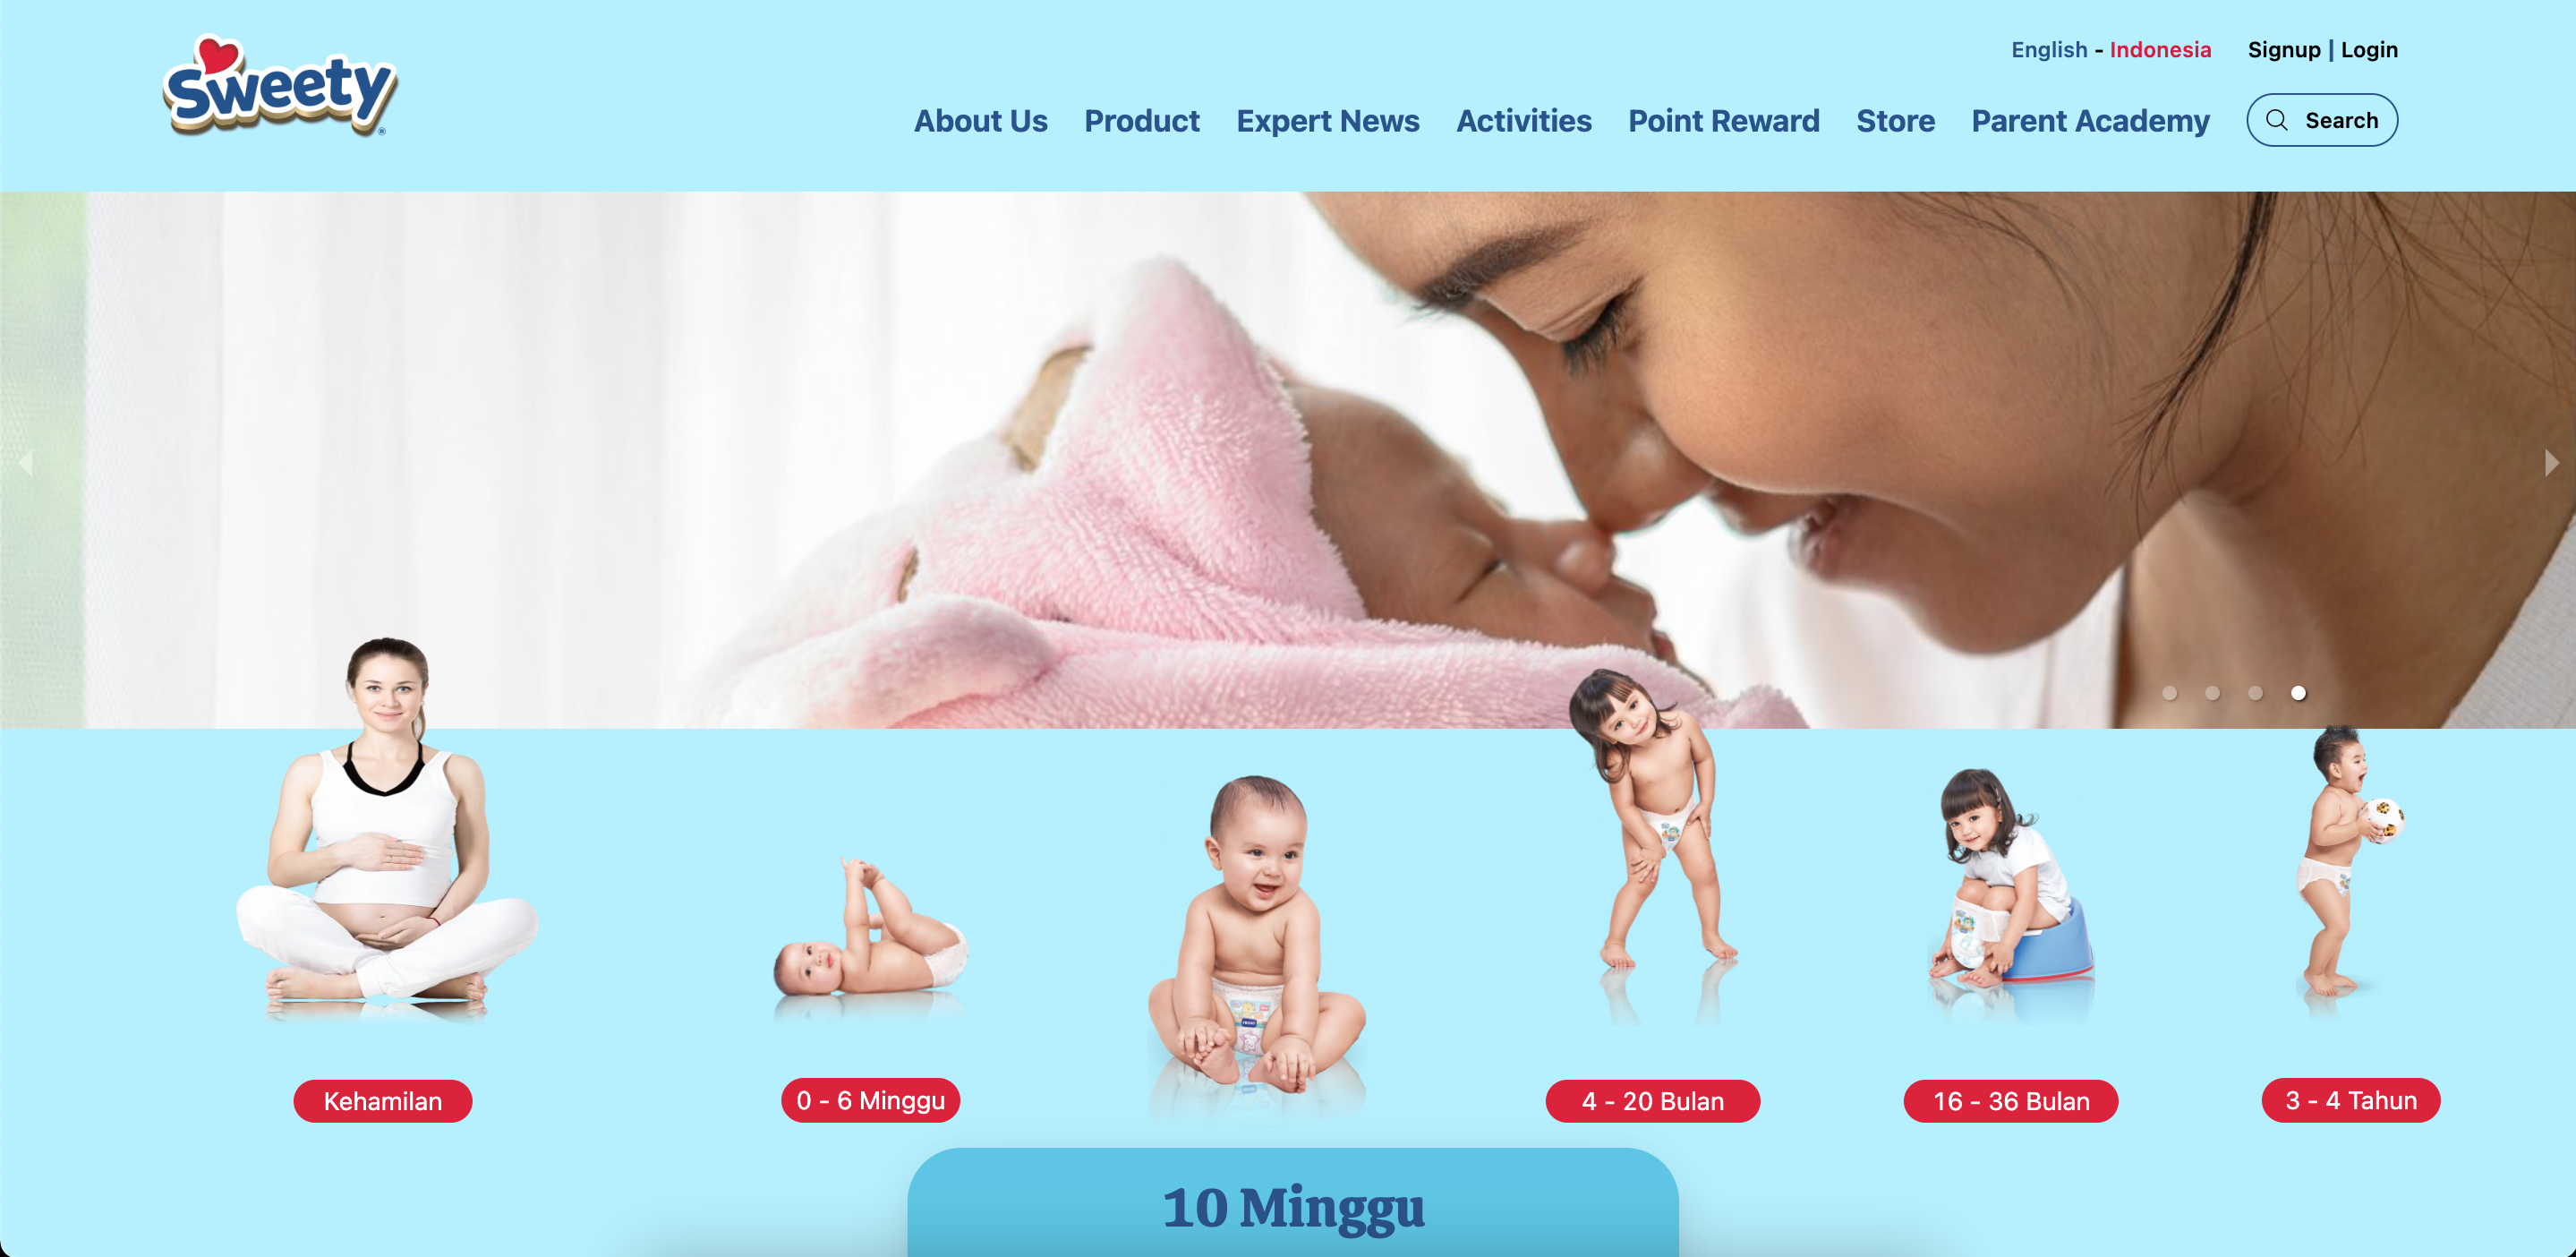 Sweety®
English - Indonesia
Signup | Login
About Us
Product
Expert News
Activities
Point Reward
Store
Parent Academy
Search
Kehamilan
0 - 6 Minggu
4 - 20 Bulan
16 - 36 Bulan
3 - 4 Tahun
10 Minggu